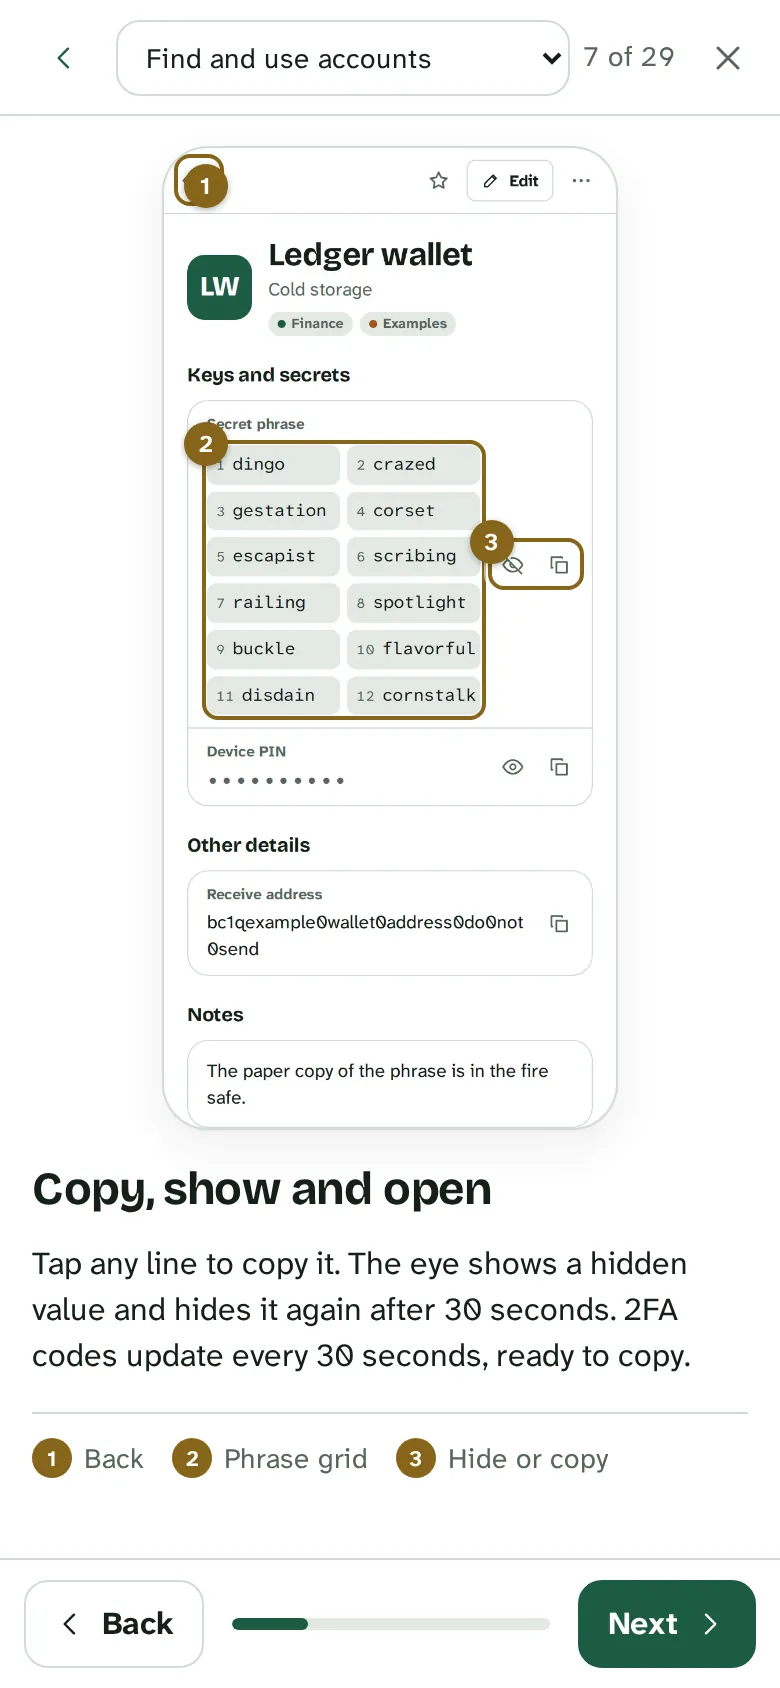 Find and use accounts
7 of 29
1
Edit
LW
Ledger wallet
Cold storage
Finance
Examples
Keys and secrets
Secret phrase
2
1 dingo
2 crazed
3 gestation
4 corset
3
5 escapist
6 scribing
7 railing
8 spotlight
9 buckle
10 flavorful
11 disdain
12 cornstalk
Device PIN
••••••••••
Other details
Receive address
bc1qexample0wallet0address0do0not
0send
Notes
The paper copy of the phrase is in the fire
safe.
Copy, show and open
Tap any line to copy it. The eye shows a hidden
value and hides it again after 30 seconds. 2FA
codes update every 30 seconds, ready to copy.
1 Back
2 Phrase grid
3 Hide or copy
Back
Next